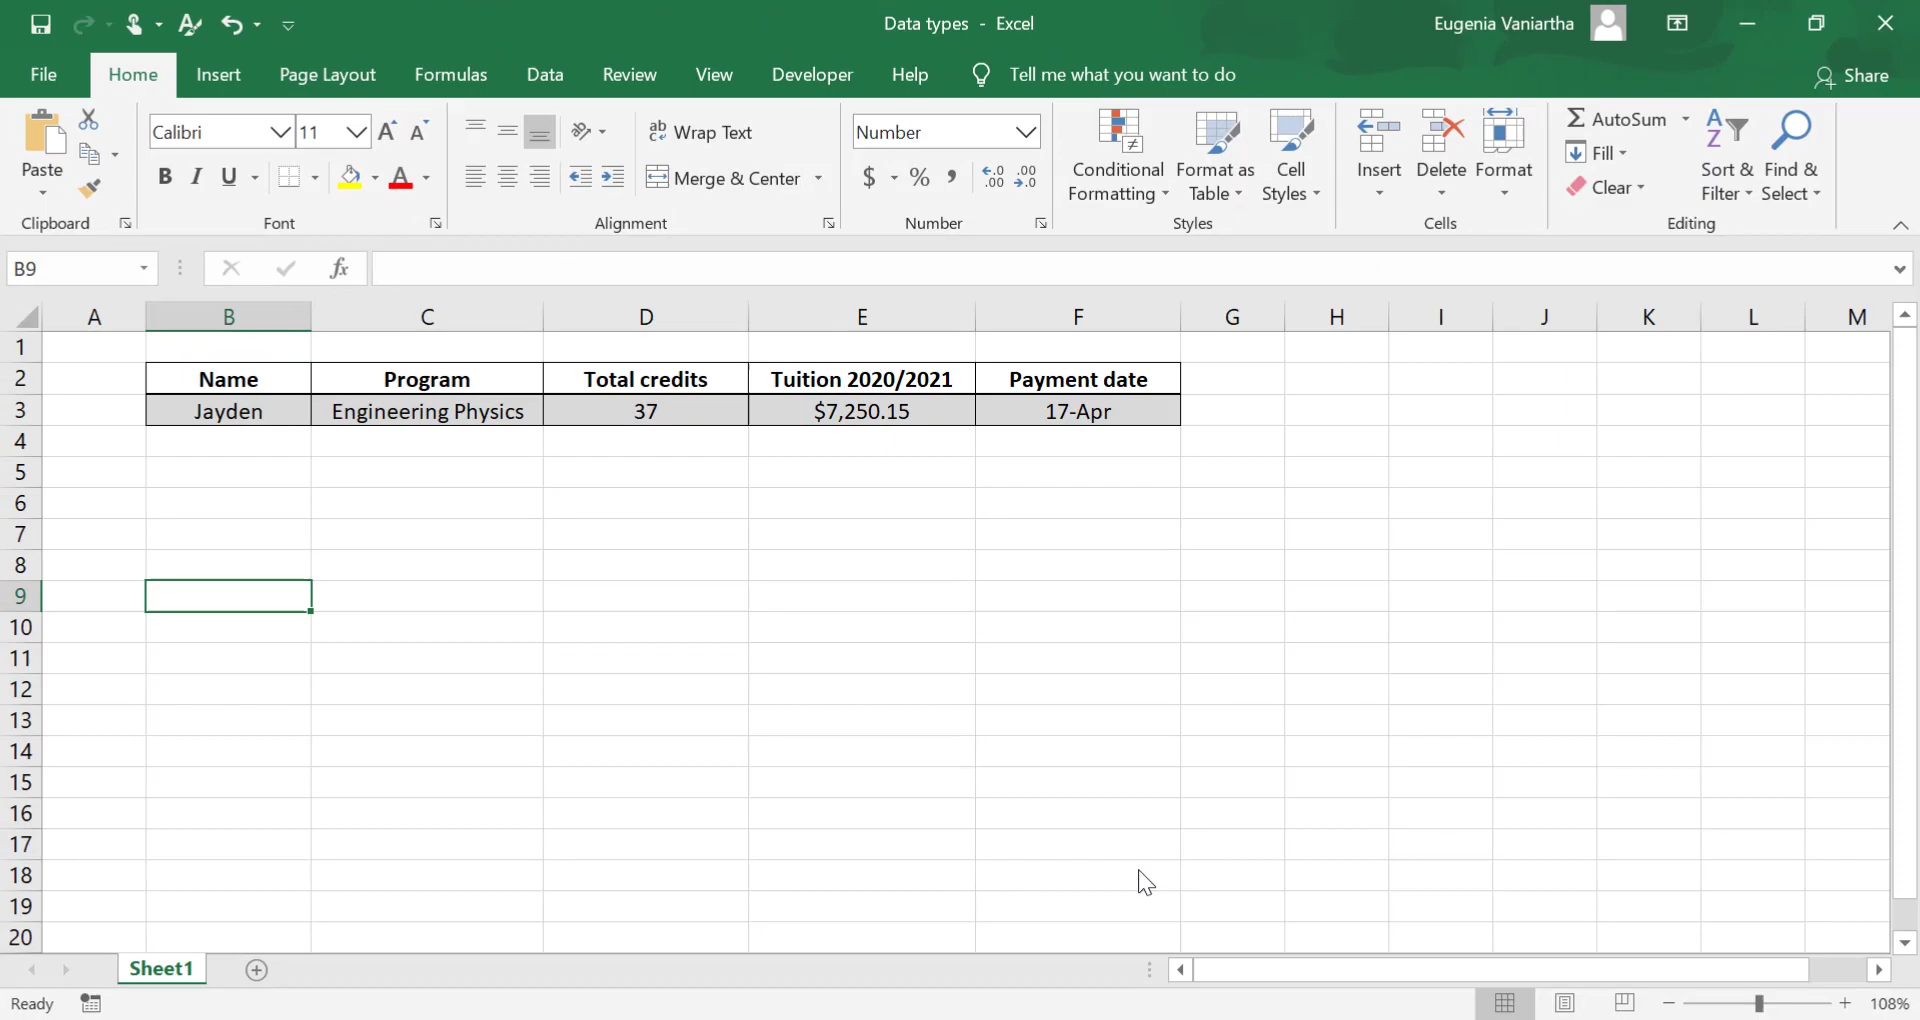 Data types - Excel
Eugenia Vaniartha
File Home Insert Page Layout Formulas Data Review View Developer Help Tell me what you want to do Share
Paste
Clipboard
Calibri 11
B I U A
Font
ab Wrap Text
Merge & Center
Alignment
Number
$ % , .00 .00
Number
Conditional Formatting
Format as Table
Cell Styles
Styles
Insert Delete Format
Cells
Σ AutoSum
Fill
Clear
Sort & Filter
Find & Select
Editing
B9 fx
A B C D E F G H I J K L M
1
2 Name Program Total credits Tuition 2020/2021 Payment date
3 Jayden Engineering Physics 37 $7,250.15 17-Apr
4
5
6
7
8
9
10
11
12
13
14
15
16
17
18
19
20
Sheet1
Ready 108%